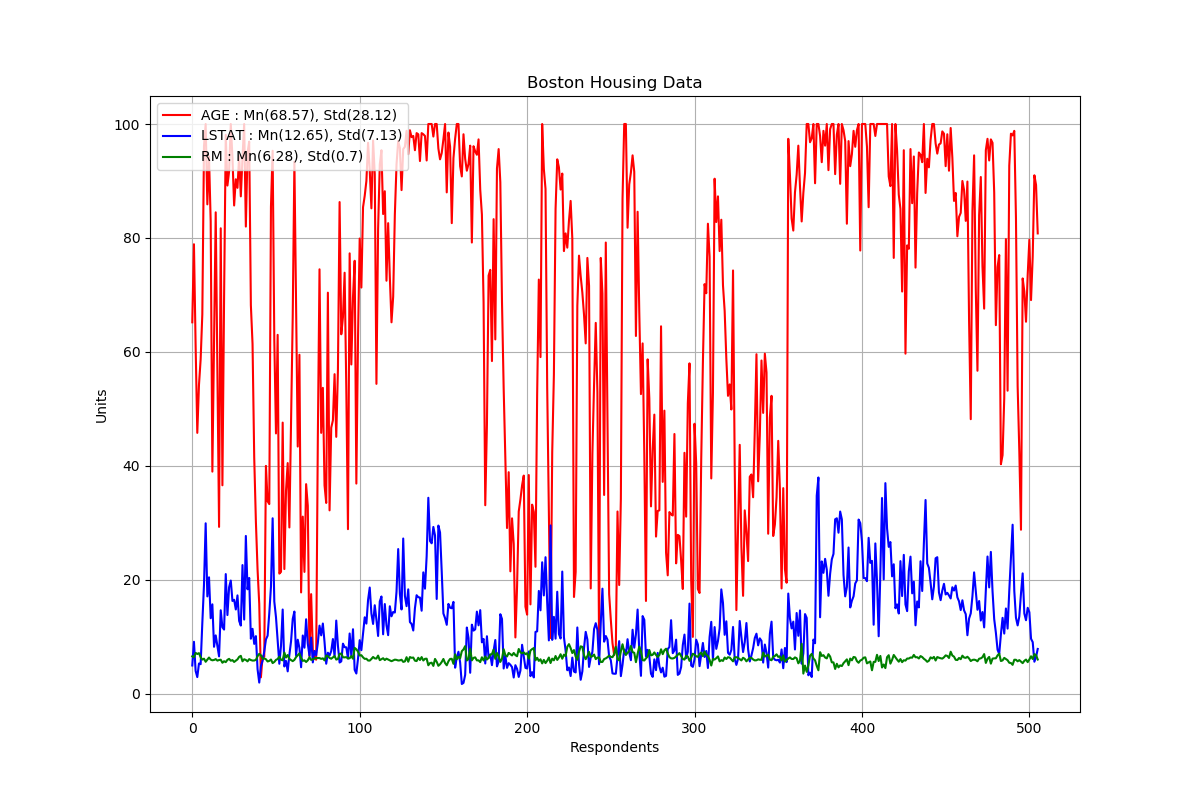 Boston Housing Data
AGE : Mn(68.57), Std(28.12)
LSTAT : Mn(12.65), Std(7.13)
RM : Mn(6.28), Std(0.7)
100
80
60
40
20
0
Units
0 100 200 300 400 500
Respondents